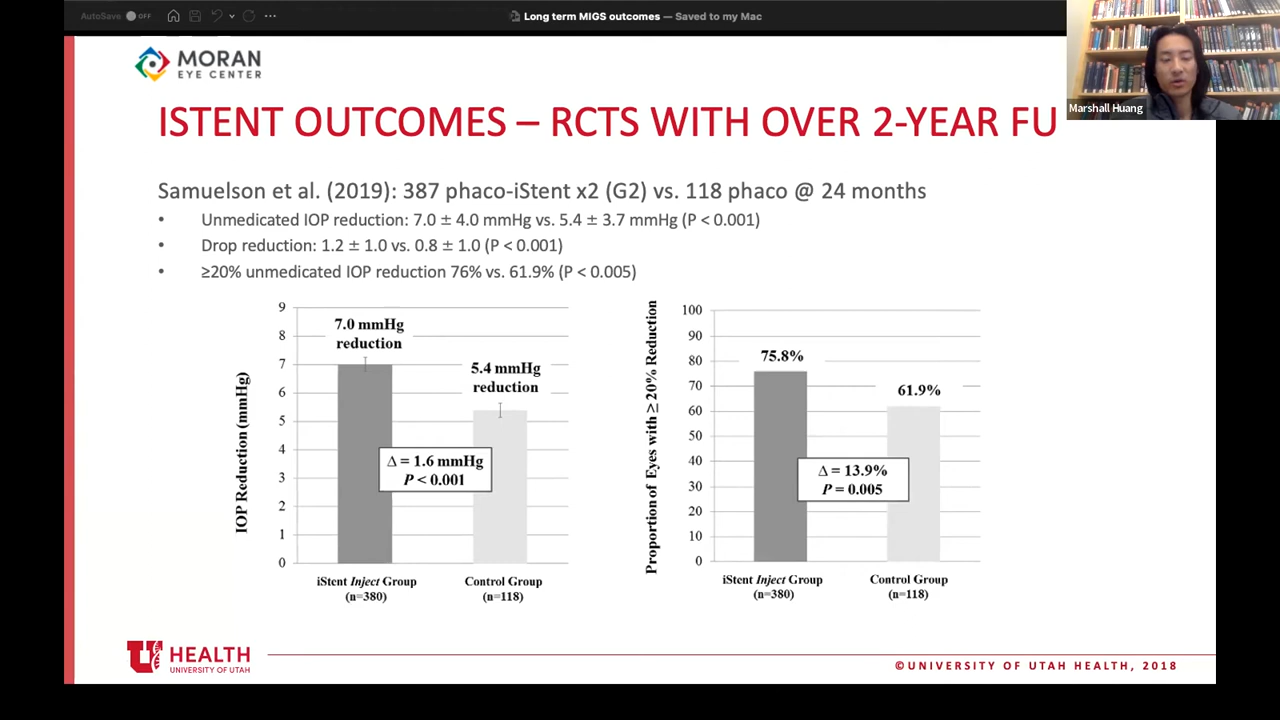 AutoSave OFF
Long term MIGS outcomes — Saved to my Mac
Marshall Huang
MORAN
EYE CENTER
ISTENT OUTCOMES – RCTS WITH OVER 2-YEAR FU
Samuelson et al. (2019): 387 phaco-iStent x2 (G2) vs. 118 phaco @ 24 months
• Unmedicated IOP reduction: 7.0 ± 4.0 mmHg vs. 5.4 ± 3.7 mmHg (P < 0.001)
• Drop reduction: 1.2 ± 1.0 vs. 0.8 ± 1.0 (P < 0.001)
• ≥20% unmedicated IOP reduction 76% vs. 61.9% (P < 0.005)
IOP Reduction (mmHg)
9
8
7
6
5
4
3
2
1
0
7.0 mmHg
reduction
5.4 mmHg
reduction
Δ = 1.6 mmHg
P < 0.001
iStent Inject Group
(n=380)
Control Group
(n=118)
Proportion of Eyes with ≥ 20% Reduction
100
90
80
70
60
50
40
30
20
10
0
75.8%
61.9%
Δ = 13.9%
P = 0.005
iStent Inject Group
(n=380)
Control Group
(n=118)
U HEALTH
UNIVERSITY OF UTAH
©UNIVERSITY OF UTAH HEALTH, 2018